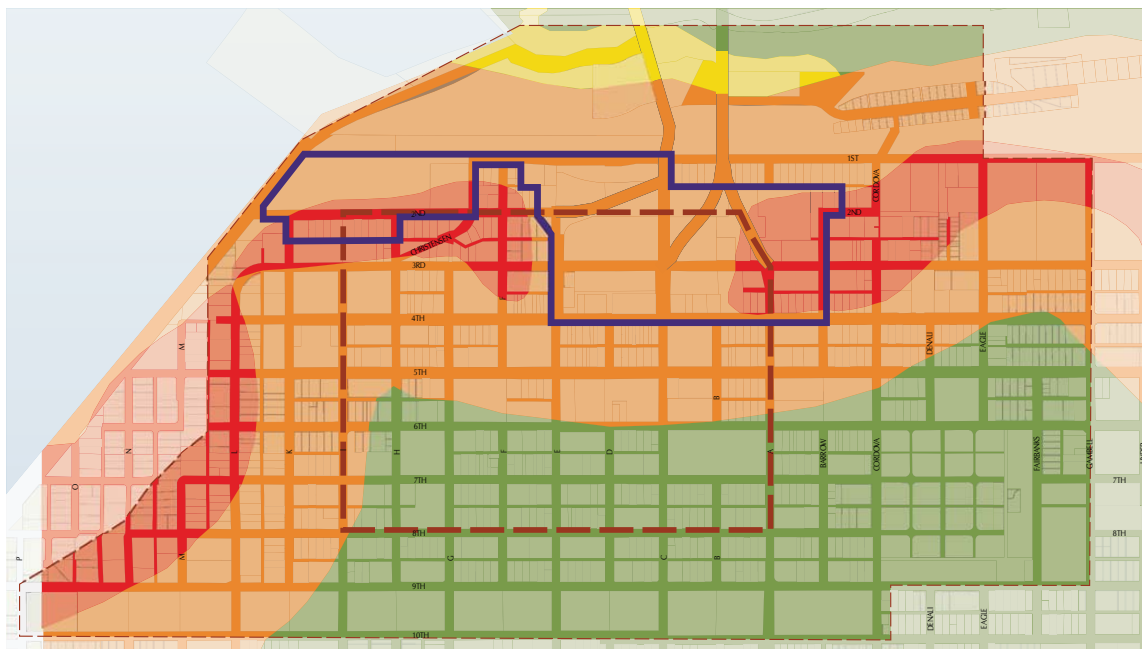 1ST
CORDOVA
2ND
2ND
CHRISTENSEN
3RD
F
4TH
M
DENALI
EAGLE
5TH
B
6TH
N
L
K
I
H
F
E
D
A
BARROW
CORDOVA
FAIRBANKS
GAMBELL
O
7TH
7TH
8TH
8TH
P
M
G
C
B
9TH
DENALI
EAGLE
10TH